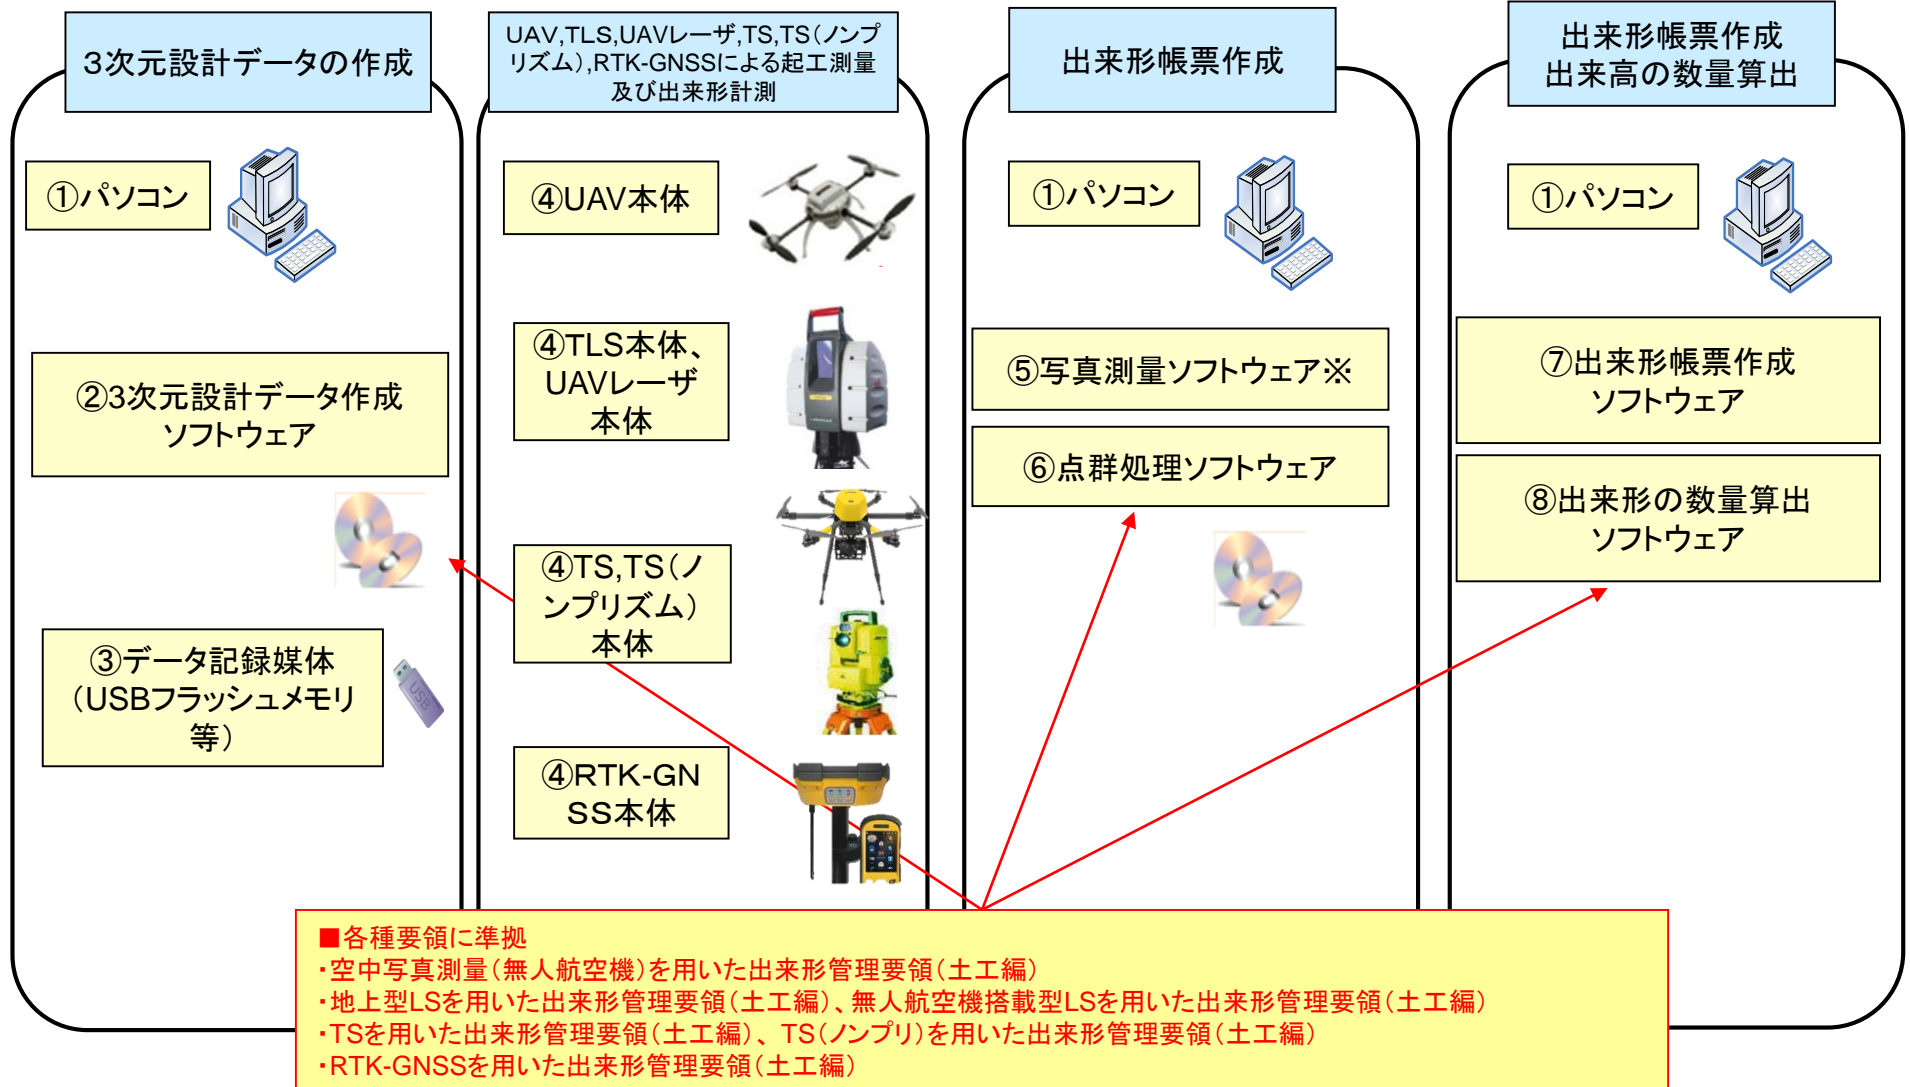 3次元設計データの作成
①パソコン
②3次元設計データ作成
ソフトウェア
③データ記録媒体
（USBフラッシュメモリ
等）
USB
UAV,TLS,UAVレーザ,TS,TS（ノンプ
リズム）,RTK-GNSSによる起工測量
及び出来形計測
④UAV本体
④TLS本体、
UAVレーザ
本体
④TS,TS（ノ
ンプリズム）
本体
④RTK-GN
SS本体
出来形帳票作成
①パソコン
⑤写真測量ソフトウェア※
⑥点群処理ソフトウェア
出来形帳票作成
出来高の数量算出
①パソコン
⑦出来形帳票作成
ソフトウェア
⑧出来形の数量算出
ソフトウェア
■各種要領に準拠
・空中写真測量（無人航空機）を用いた出来形管理要領（土工編）
・地上型LSを用いた出来形管理要領（土工編）、無人航空機搭載型LSを用いた出来形管理要領（土工編）
・TSを用いた出来形管理要領（土工編）、TS（ノンプリ）を用いた出来形管理要領（土工編）
・RTK-GNSSを用いた出来形管理要領（土工編）